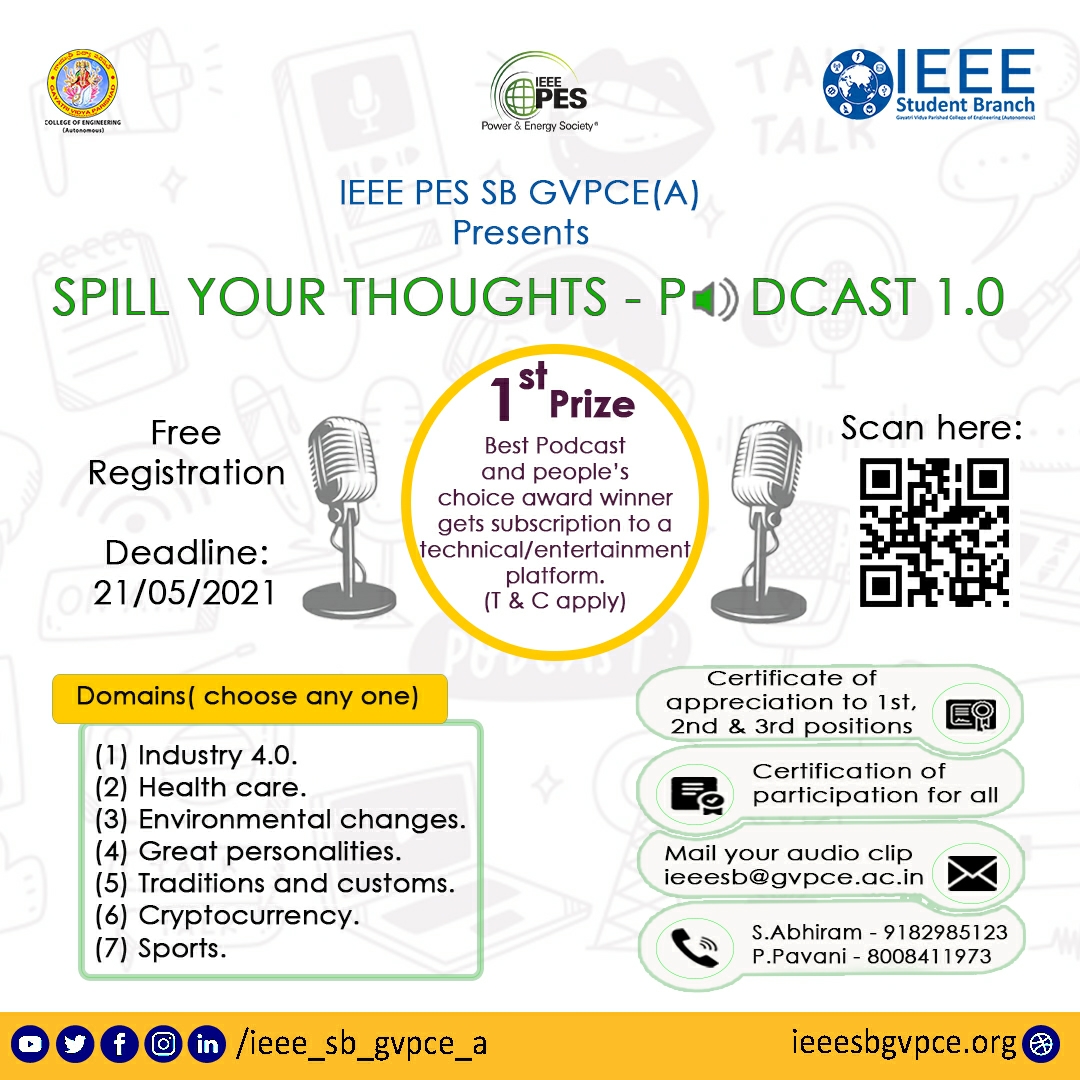 COLLEGE OF ENGINEERING
(Autonomous)
IEEE
PES
Power & Energy Society®
IEEE
Student Branch
Gayatri Vidya Parishad College of Engineering (Autonomous)
IEEE PES SB GVPCE(A)
Presents
SPILL YOUR THOUGHTS - P DCAST 1.0
Free
Registration
Deadline:
21/05/2021
1st Prize
Best Podcast
and people's
choice award winner
gets subscription to a
technical/entertainment
platform.
(T & C apply)
Scan here:
Domains( choose any one)
(1) Industry 4.0.
(2) Health care.
(3) Environmental changes.
(4) Great personalities.
(5) Traditions and customs.
(6) Cryptocurrency.
(7) Sports.
Certificate of
appreciation to 1st,
2nd & 3rd positions
Certification of
participation for all
Mail your audio clip
ieeesb@gvpce.ac.in
S.Abhiram - 9182985123
P.Pavani - 8008411973
/ieee_sb_gvpce_a
ieeesbgvpce.org
TALK
PODCAST